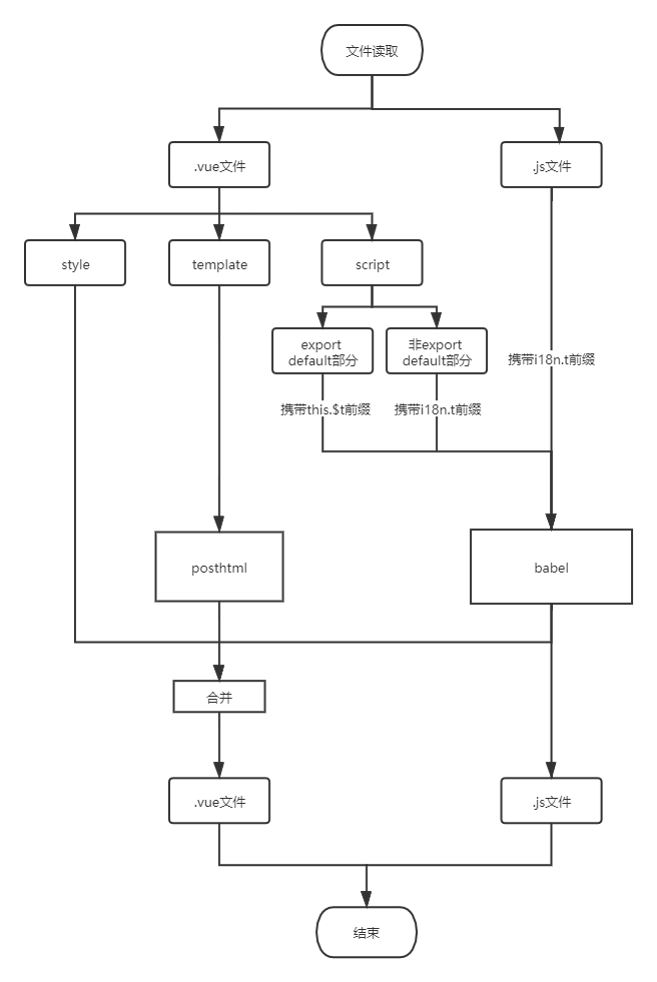 文件读取
.vue文件
.js文件
style
template
script
export
default部分
非export
default部分
携带i18n.t前缀
携带this.$t前缀
携带i18n.t前缀
posthtml
babel
合并
.vue文件
.js文件
结束